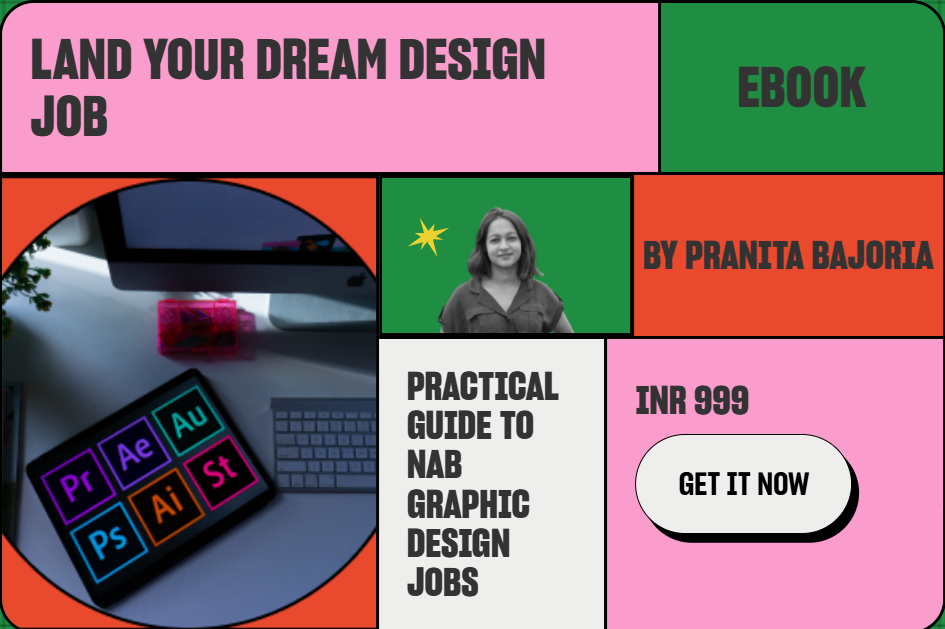 LAND YOUR DREAM DESIGN
JOB
EBOOK
BY PRANITA BAJORIA
Pr Ae Au
Ps Ai St
PRACTICAL
GUIDE TO
NAB
GRAPHIC
DESIGN
JOBS
INR 999
GET IT NOW